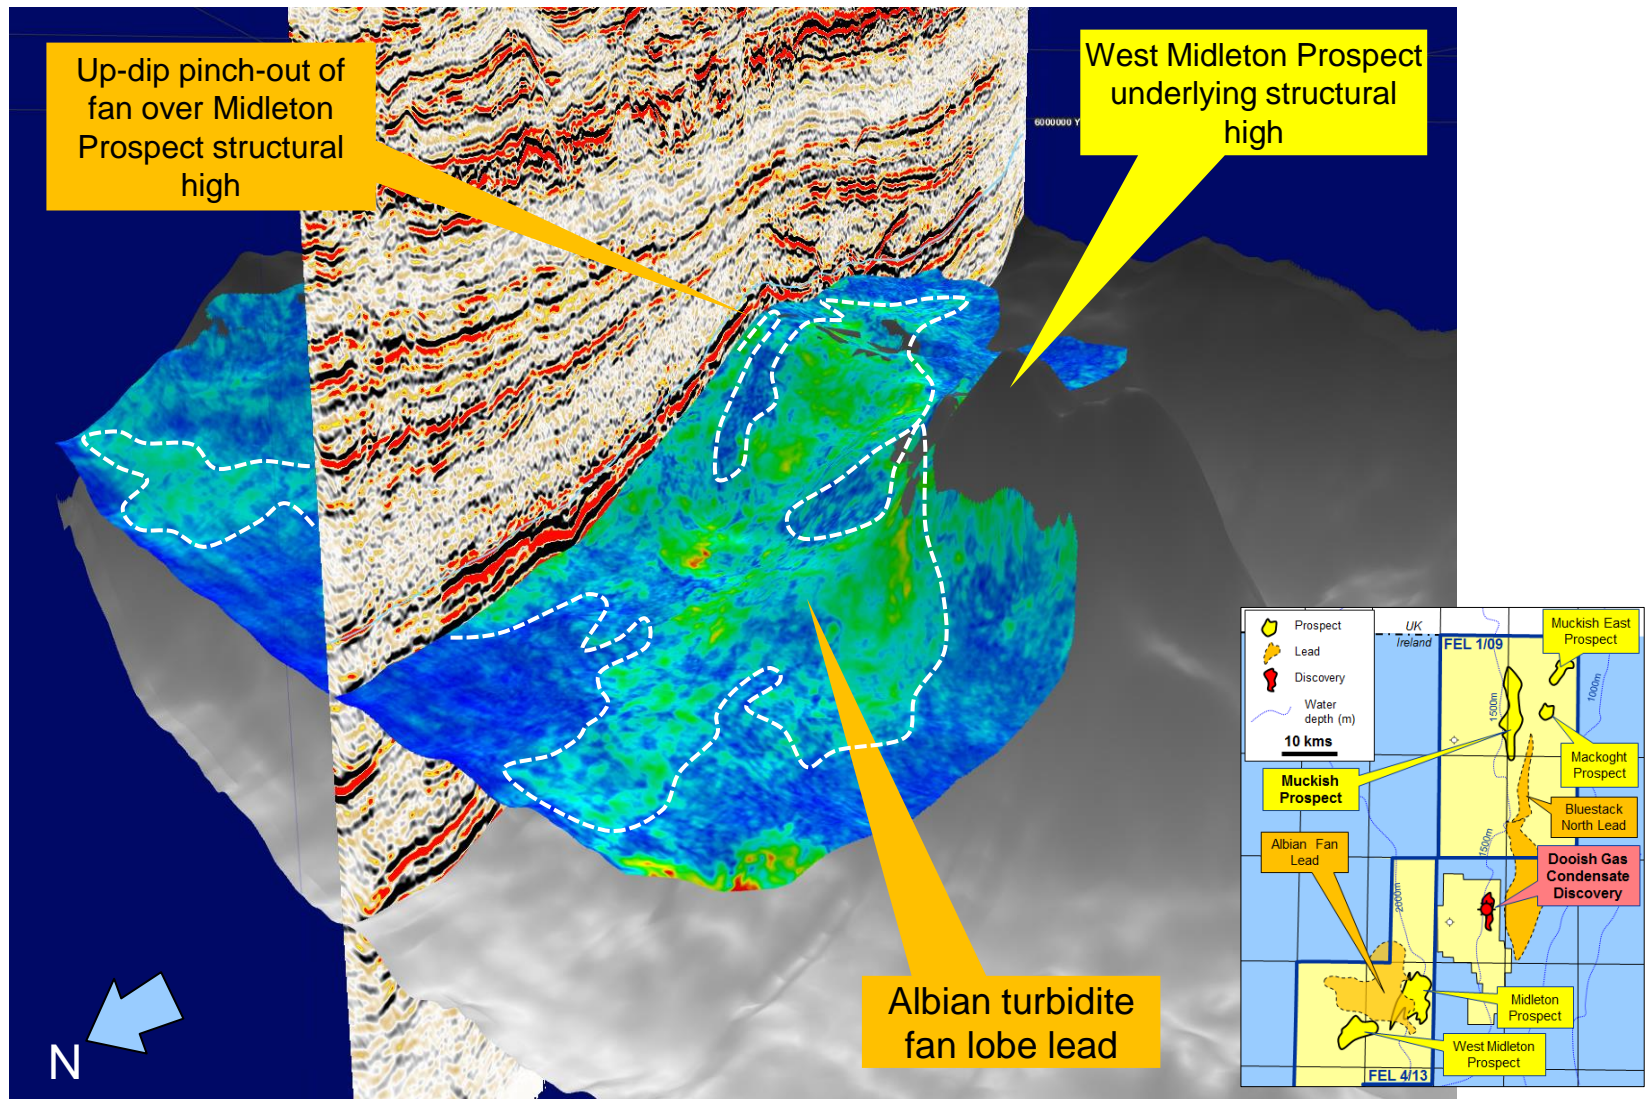 Up-dip pinch-out of
fan over Midleton
Prospect structural
high
West Midleton Prospect
underlying structural
high
6000000 Y
Albian turbidite
fan lobe lead
N
Prospect
Lead
Discovery
Water
depth (m)
10 kms
UK
Ireland
FEL 1/09
Muckish East
Prospect
1500m
1000m
Mackoght
Prospect
Muckish
Prospect
Bluestack
North Lead
1500m
Albian Fan
Lead
Dooish Gas
Condensate
Discovery
2000m
Midleton
Prospect
West Midleton
Prospect
FEL 4/13